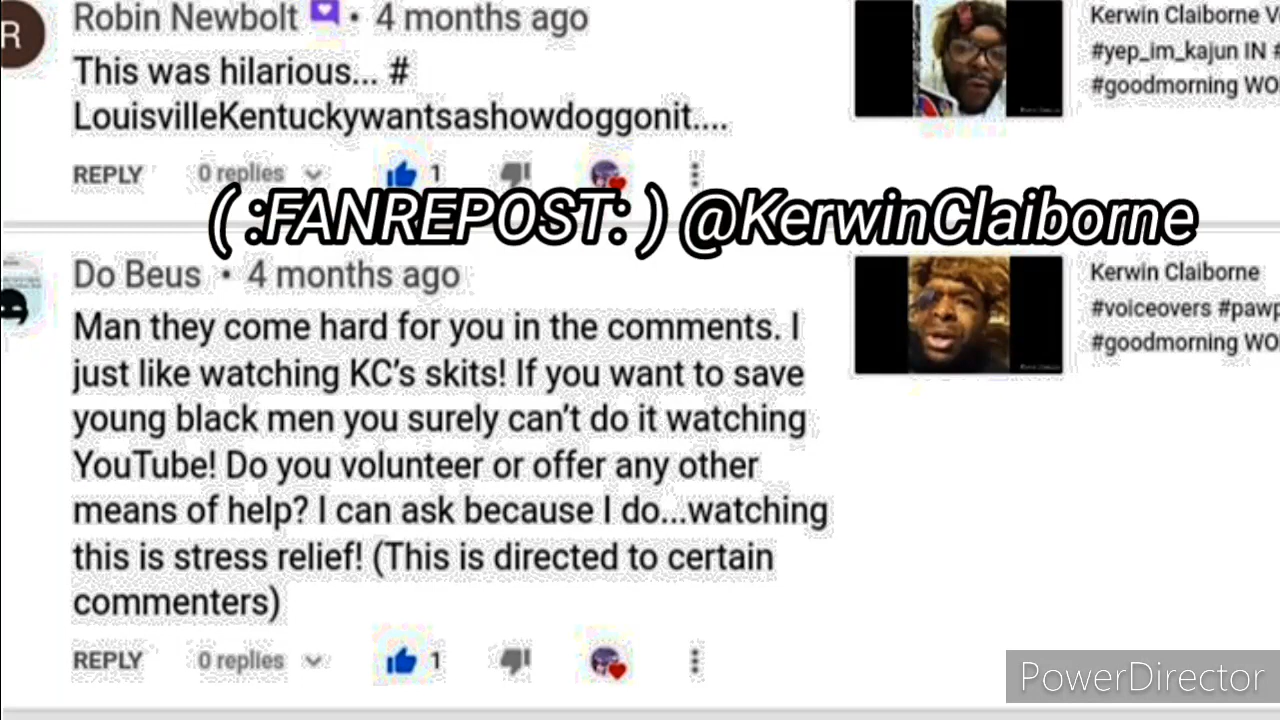 R
Robin Newbolt • 4 months ago
This was hilarious... #
LouisvilleKentuckywantsashowdoggonit....
REPLY 0 replies 1
Kerwin Claiborne V
#yep_im_kajun IN #
#goodmorning WO
( :FANREPOST: ) @KerwinClaiborne
Do Beus • 4 months ago
Man they come hard for you in the comments. I
just like watching KC's skits! If you want to save
young black men you surely can't do it watching
YouTube! Do you volunteer or offer any other
means of help? I can ask because I do...watching
this is stress relief! (This is directed to certain
commenters)
REPLY 0 replies 1
Kerwin Claiborne
#voiceovers #pawp
#goodmorning WO
PowerDirector